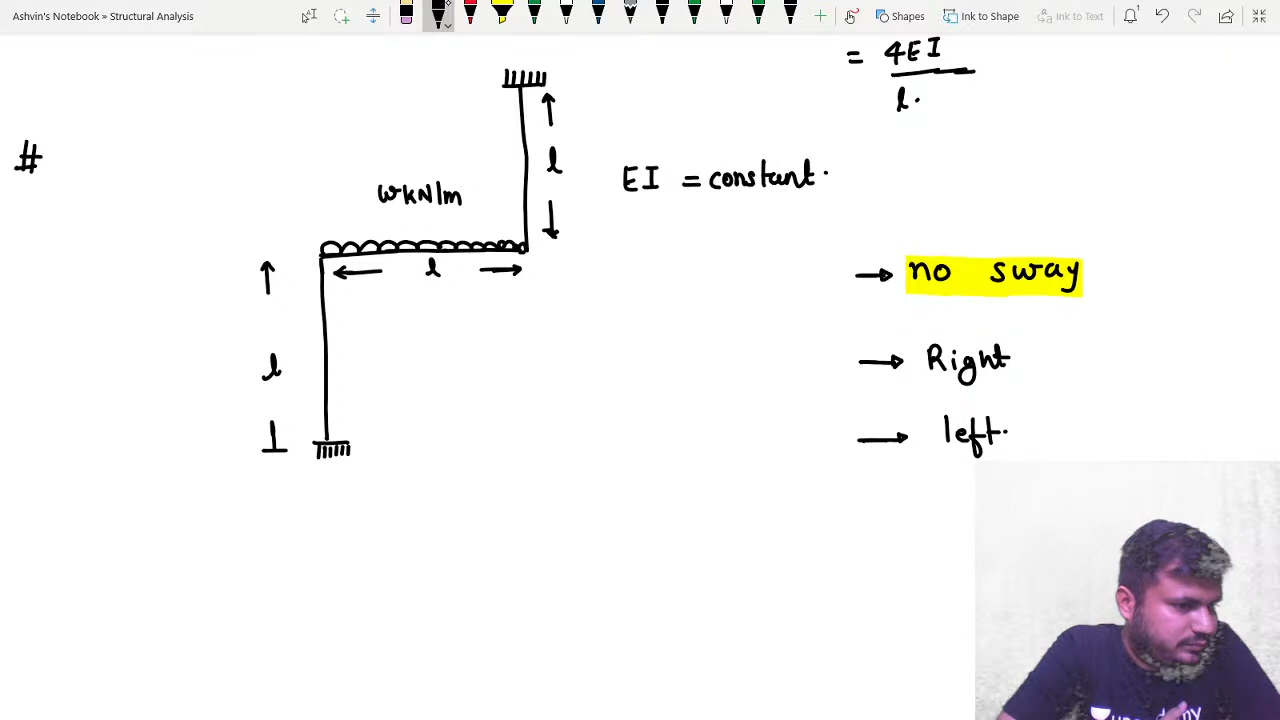 Ashvin's Notebook » Structural Analysis
Shapes
Ink to Shape
Ink to Text
= 4EI
l.
#
l
wkN/m
EI = constant.
l
→ no sway
l
→ Right
→ left.